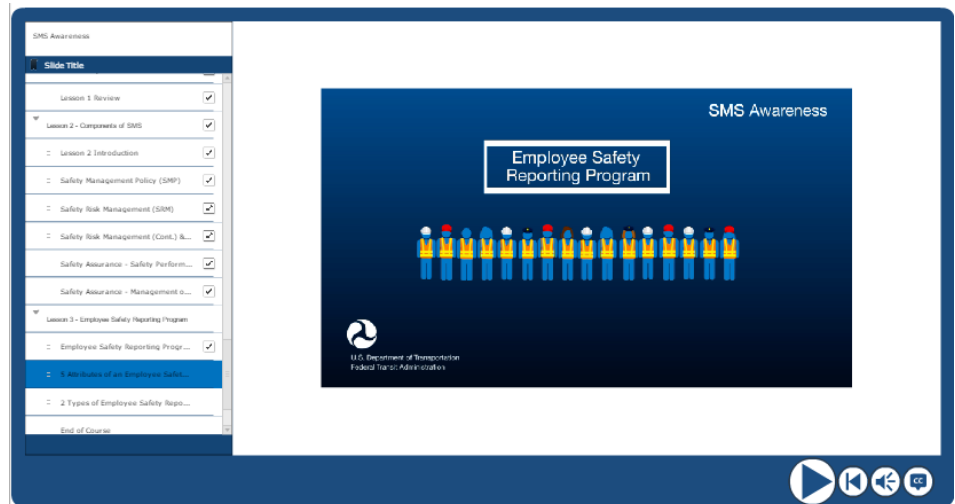 SMS Awareness
Slide Title
Lesson 1 Review
Lesson 2 - Components of SMS
Lesson 2 Introduction
Safety Management Policy (SMP)
Safety Risk Management (SRM)
Safety Risk Management (Cont.) &...
Safety Assurance - Safety Perform...
Safety Assurance - Management o...
Lesson 3 - Employee Safety Reporting Program
Employee Safety Reporting Progr...
5 Attributes of an Employee Safet...
2 Types of Employee Safety Repo...
End of Course
SMS Awareness
Employee Safety
Reporting Program
U.S. Department of Transportation
Federal Transit Administration
CC